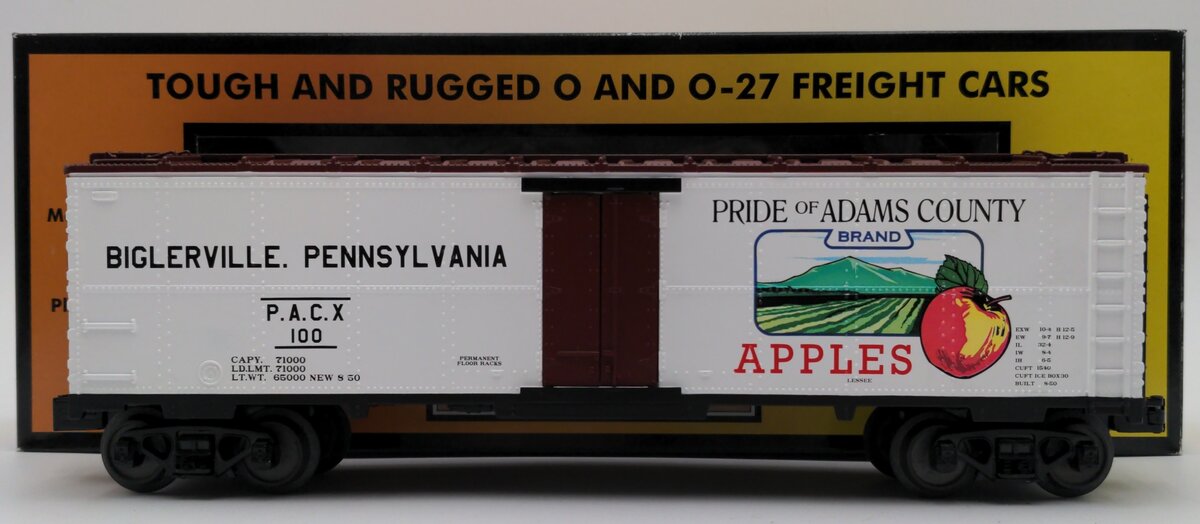 TOUGH AND RUGGED O AND O-27 FREIGHT CARS
BIGLERVILLE. PENNSYLVANIA
P.A.C.X
100
CAPY. 71000
LD.LMT. 71000
LT.WT. 65000 NEW 8 50
PERMANENT
FLOOR RACKS
PRIDE OF ADAMS COUNTY
BRAND
APPLES
LESSEE
EXW 10-4 H 12-5
EW 9-7 H 12-9
IL 32-4
IW 8-4
IH 6-5
CUFT 1540
CUFT ICE 80X30
BUILT 8-50